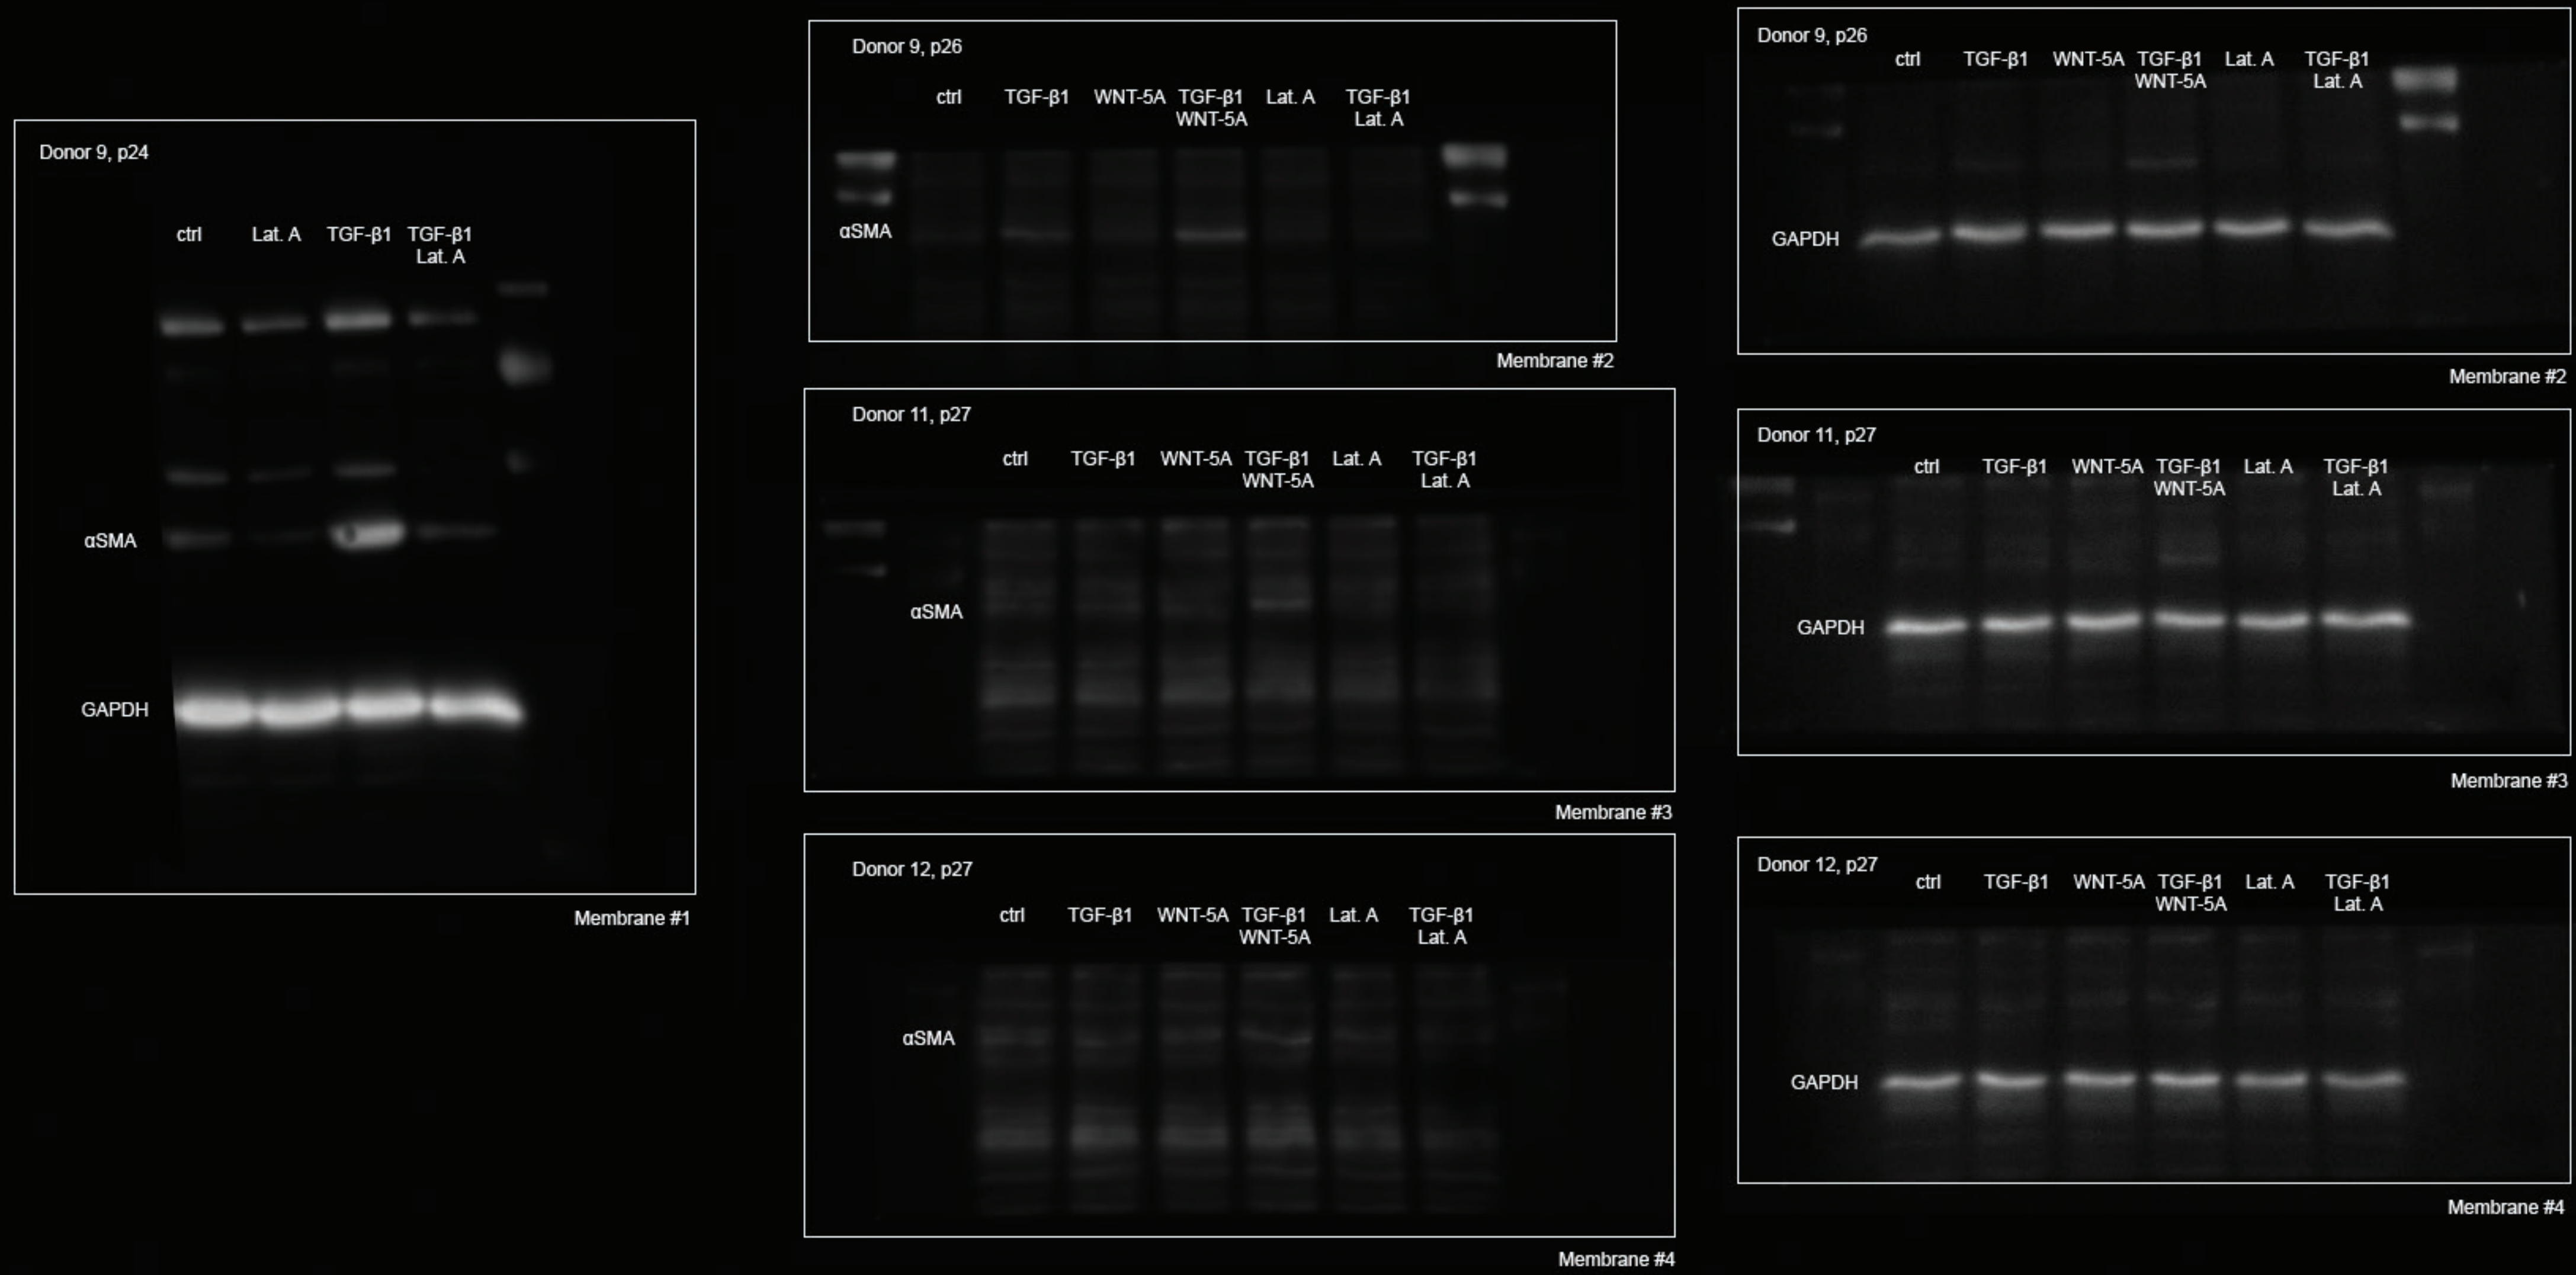 Donor 9, p24
ctrl Lat. A TGF-β1 TGF-β1
Lat. A
αSMA
GAPDH
Membrane #1
Donor 9, p26
ctrl TGF-β1 WNT-5A TGF-β1 Lat. A TGF-β1
WNT-5A Lat. A
αSMA
Membrane #2
Donor 11, p27
ctrl TGF-β1 WNT-5A TGF-β1 Lat. A TGF-β1
WNT-5A Lat. A
αSMA
Membrane #3
Donor 12, p27
ctrl TGF-β1 WNT-5A TGF-β1 Lat. A TGF-β1
WNT-5A Lat. A
αSMA
Membrane #4
Donor 9, p26
ctrl TGF-β1 WNT-5A TGF-β1 Lat. A TGF-β1
WNT-5A Lat. A
GAPDH
Membrane #2
Donor 11, p27
ctrl TGF-β1 WNT-5A TGF-β1 Lat. A TGF-β1
WNT-5A Lat. A
GAPDH
Membrane #3
Donor 12, p27
ctrl TGF-β1 WNT-5A TGF-β1 Lat. A TGF-β1
WNT-5A Lat. A
GAPDH
Membrane #4